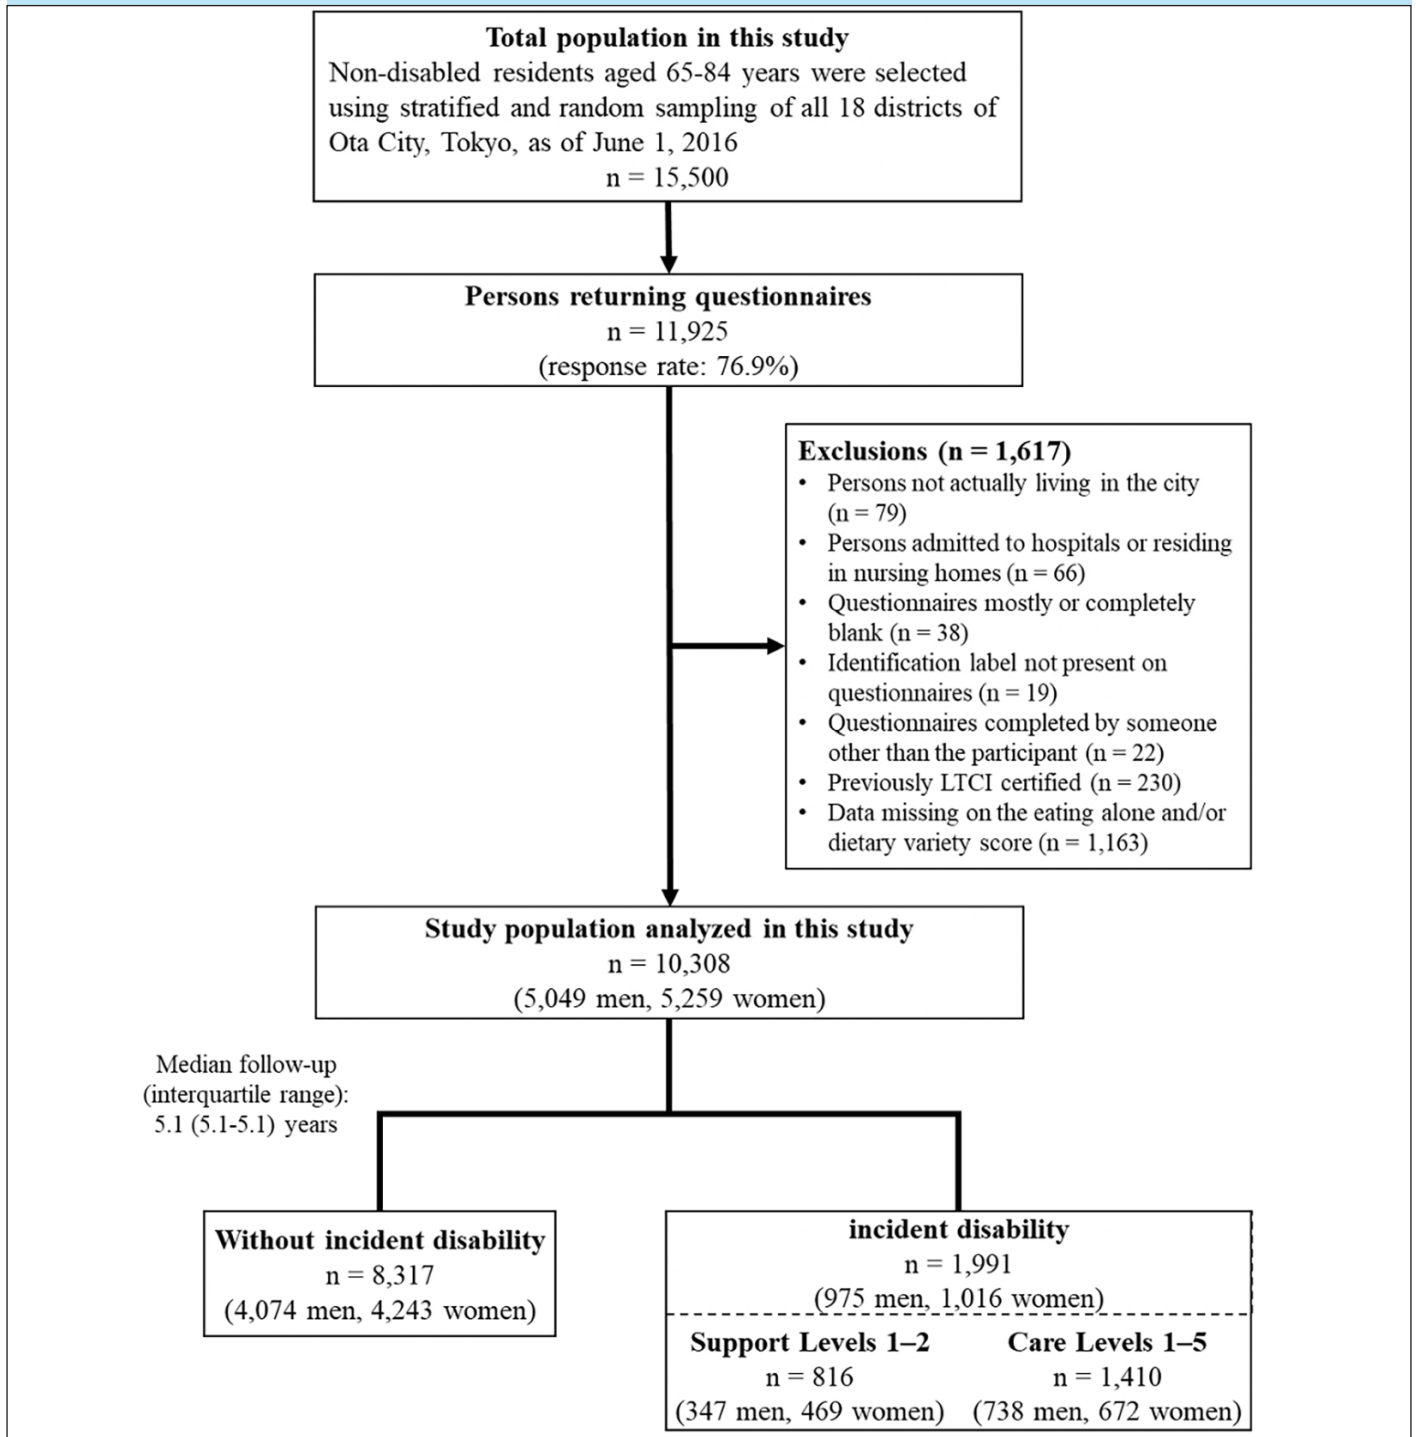 Total population in this study
Non-disabled residents aged 65-84 years were selected
using stratified and random sampling of all 18 districts of
Ota City, Tokyo, as of June 1, 2016
n = 15,500
Persons returning questionnaires
n = 11,925
(response rate: 76.9%)
Exclusions (n = 1,617)
• Persons not actually living in the city
(n = 79)
• Persons admitted to hospitals or residing
in nursing homes (n = 66)
• Questionnaires mostly or completely
blank (n = 38)
• Identification label not present on
questionnaires (n = 19)
• Questionnaires completed by someone
other than the participant (n = 22)
• Previously LTCI certified (n = 230)
• Data missing on the eating alone and/or
dietary variety score (n = 1,163)
Study population analyzed in this study
n = 10,308
(5,049 men, 5,259 women)
Median follow-up
(interquartile range):
5.1 (5.1-5.1) years
Without incident disability
n = 8,317
(4,074 men, 4,243 women)
incident disability
n = 1,991
(975 men, 1,016 women)
Support Levels 1–2
n = 816
(347 men, 469 women)
Care Levels 1–5
n = 1,410
(738 men, 672 women)